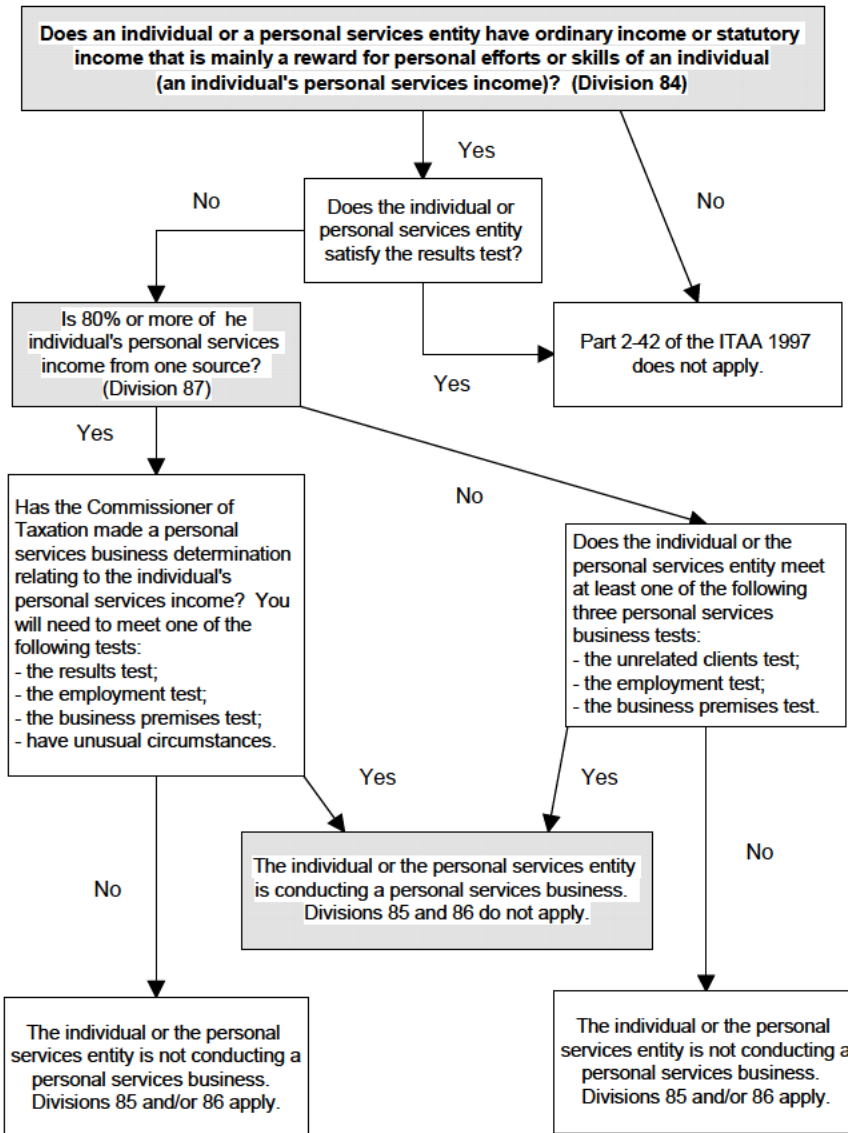 Does an individual or a personal services entity have ordinary income or statutory
income that is mainly a reward for personal efforts or skills of an individual
(an individual's personal services income)? (Division 84)
Yes
No
No
Does the individual or
personal services entity
satisfy the results test?
Is 80% or more of he
individual's personal services
income from one source?
(Division 87)
Yes
Part 2-42 of the ITAA 1997
does not apply.
Yes
No
Has the Commissioner of
Taxation made a personal
services business determination
relating to the individual's
personal services income? You
will need to meet one of the
following tests:
- the results test;
- the employment test;
- the business premises test;
- have unusual circumstances.
Does the individual or the
personal services entity meet
at least one of the following
three personal services
business tests:
- the unrelated clients test;
- the employment test;
- the business premises test.
Yes
Yes
No
No
The individual or the personal services entity
is conducting a personal services business.
Divisions 85 and 86 do not apply.
The individual or the personal
services entity is not conducting a
personal services business.
Divisions 85 and/or 86 apply.
The individual or the personal
services entity is not conducting a
personal services business.
Divisions 85 and/or 86 apply.